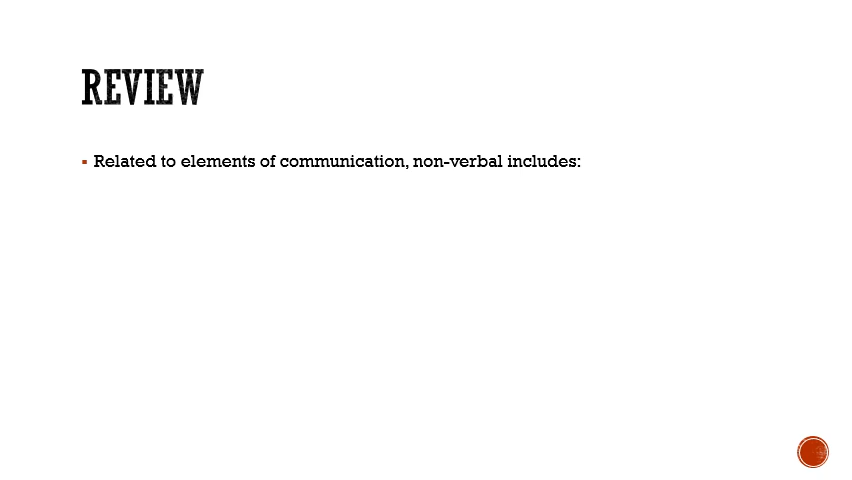 REVIEW
Related to elements of communication, non-verbal includes: